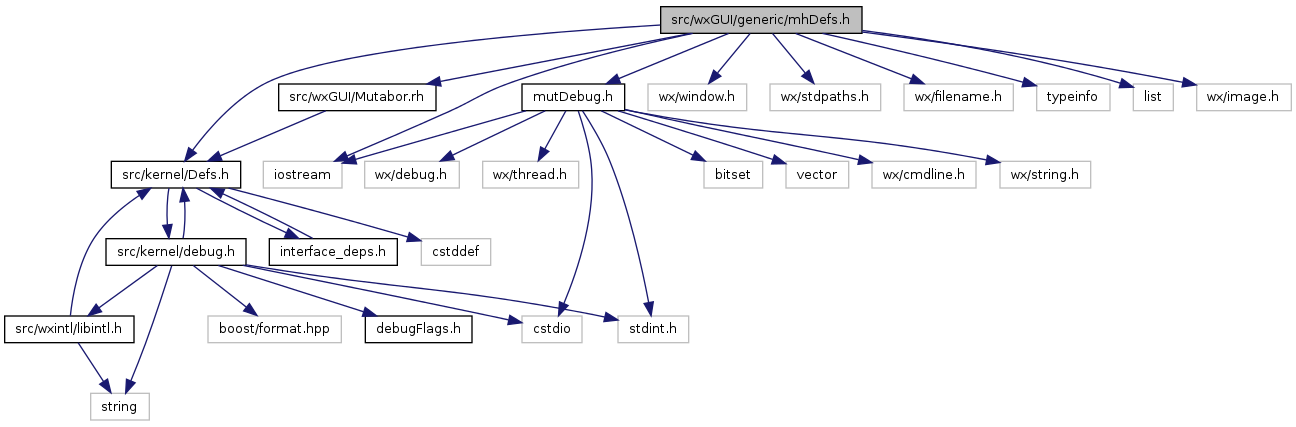 src/wxGUI/generic/mhDefs.h
src/wxGUI/Mutabor.rh
mutDebug.h
wx/window.h
wx/stdpaths.h
wx/filename.h
typeinfo
list
wx/image.h
src/kernel/Defs.h
iostream
wx/debug.h
wx/thread.h
bitset
vector
wx/cmdline.h
wx/string.h
src/kernel/debug.h
interface_deps.h
cstddef
src/wxintl/libintl.h
boost/format.hpp
debugFlags.h
cstdio
stdint.h
string